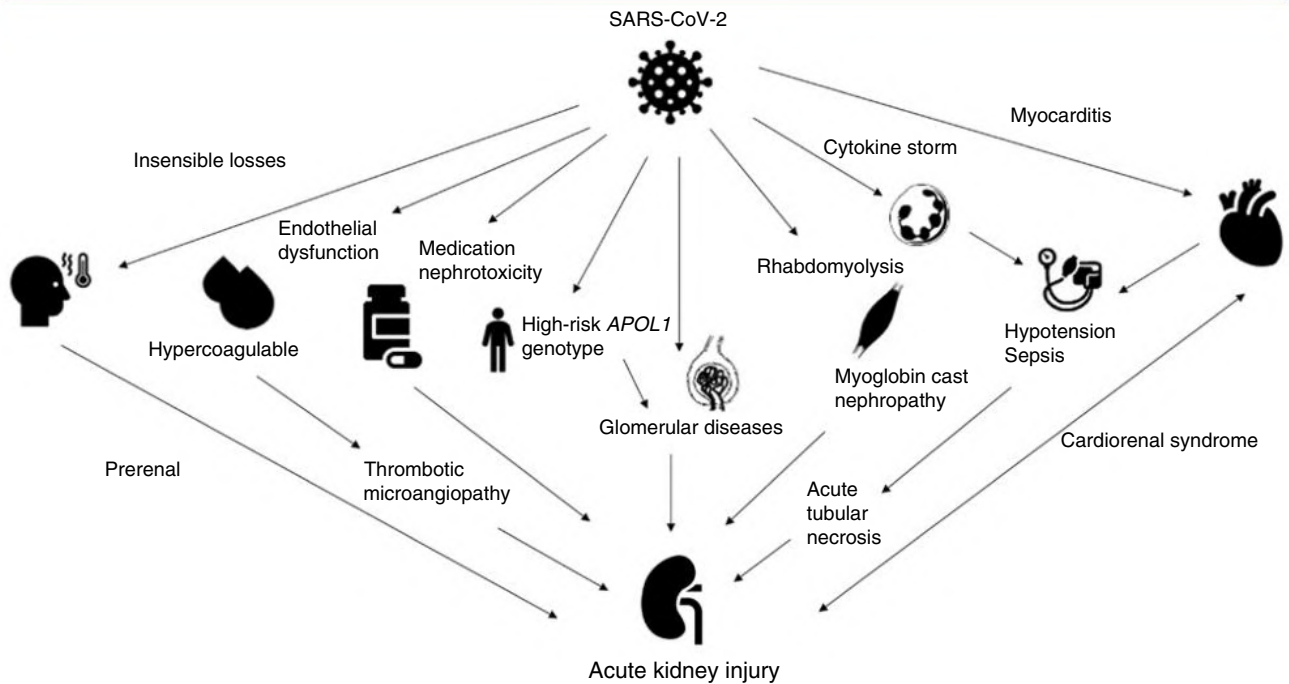 SARS-CoV-2
Myocarditis
Insensible losses
Cytokine storm
Endothelial
dysfunction
Medication
nephrotoxicity
Rhabdomyolysis
High-risk APOL1
genotype
Hypotension
Sepsis
Hypercoagulable
Myoglobin cast
nephropathy
Glomerular diseases
Cardiorenal syndrome
Prerenal
Thrombotic
microangiopathy
Acute
tubular
necrosis
Acute kidney injury